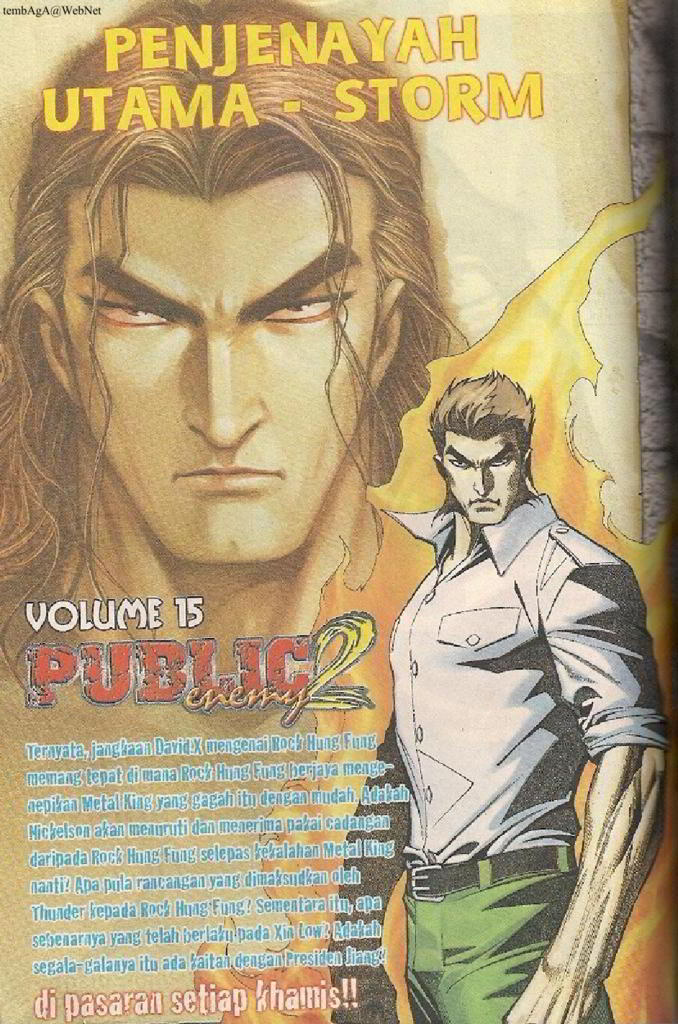 tembAgA@WebNet
PENJENAYAH
UTAMA - STORM
VOLUME 15
PUBLIC
enemy 2
Ternyata, jangkaan David.X mengenai Rock Hung Fung
memang tepat di mana Rock Hung Fung berjaya menge-
nepikan Metal King yang gagah itu dengan mudah. Adakah
Nickelson akan menuruti dan menerima pakai cadangan
daripada Rock Hung Fung selepas kekalahan Metal King
nanti? Apa pula rancangan yang dimaksudkan oleh
Thunder kepada Rock Hung Fung? Sementara itu, apa
sebenarnya yang telah berlaku pada Xin Low? Adakah
segala-galanya itu ada kaitan dengan Presiden Jiang?
di pasaran setiap khamis!!